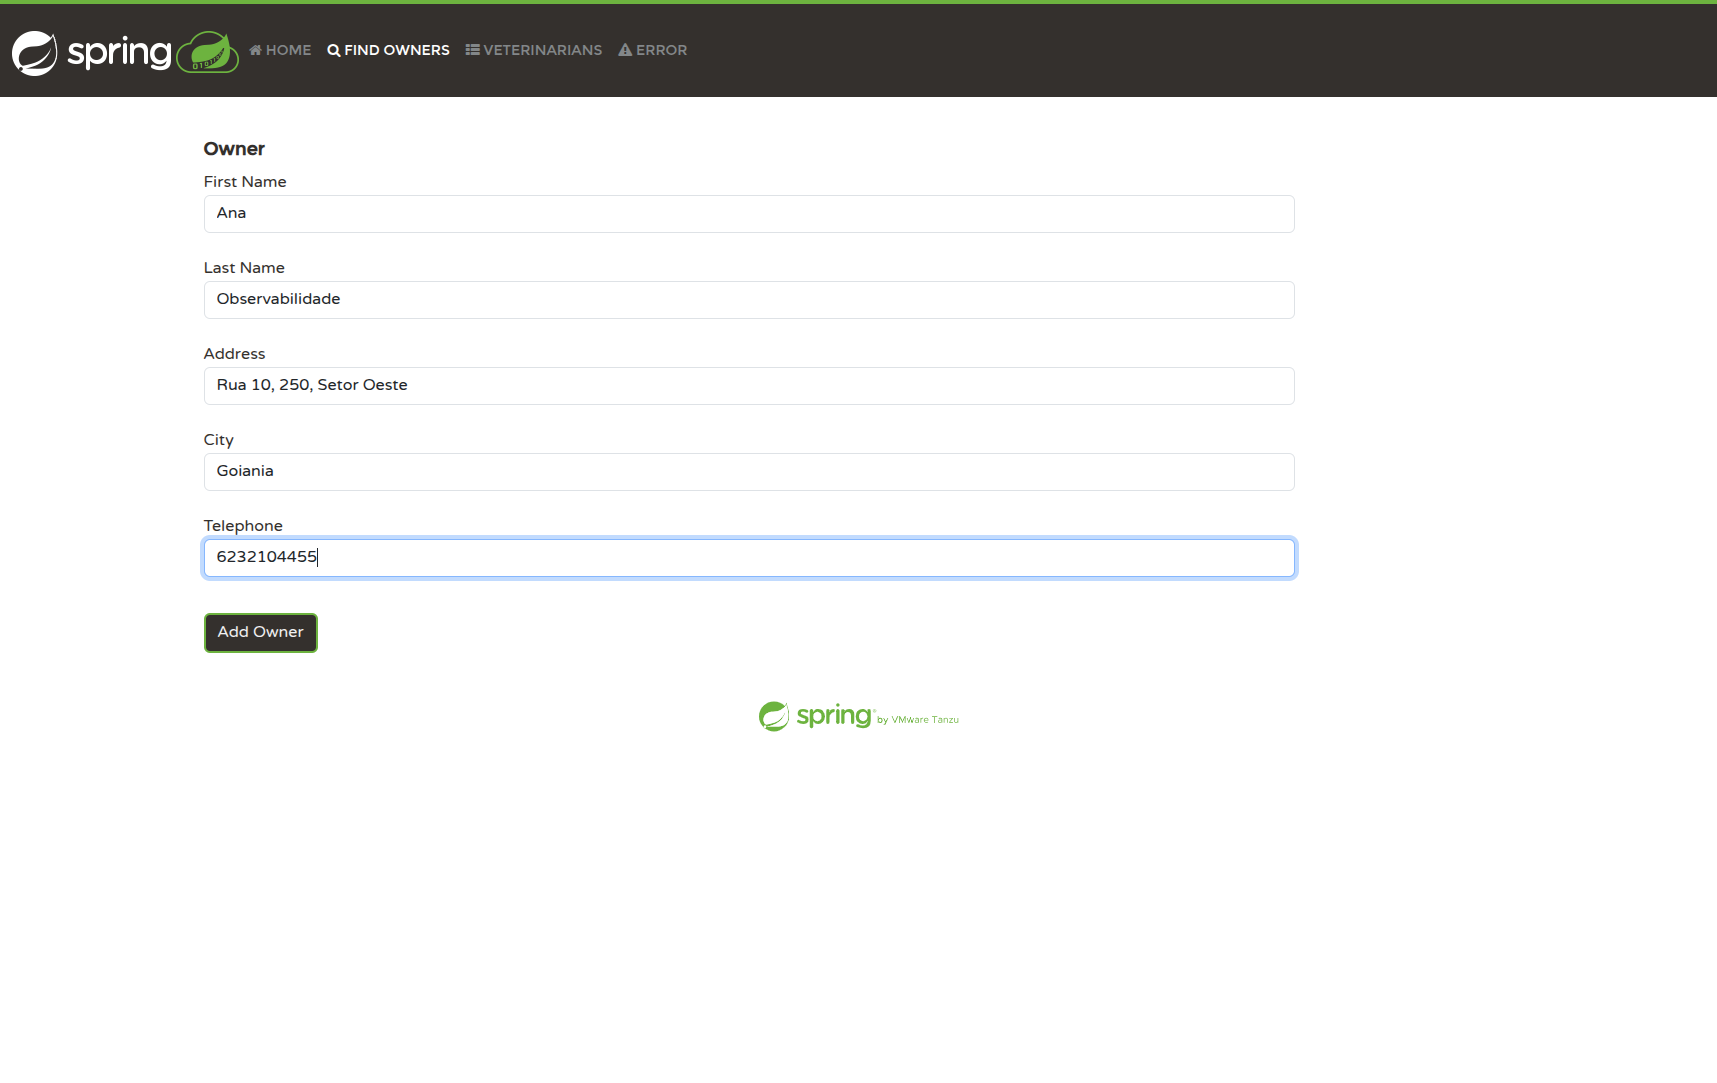 spring HOME FIND OWNERS VETERINARIANS ERROR
Owner
First Name
Ana
Last Name
Observabilidade
Address
Rua 10, 250, Setor Oeste
City
Goiania
Telephone
6232104455
Add Owner
spring by VMware Tanzu